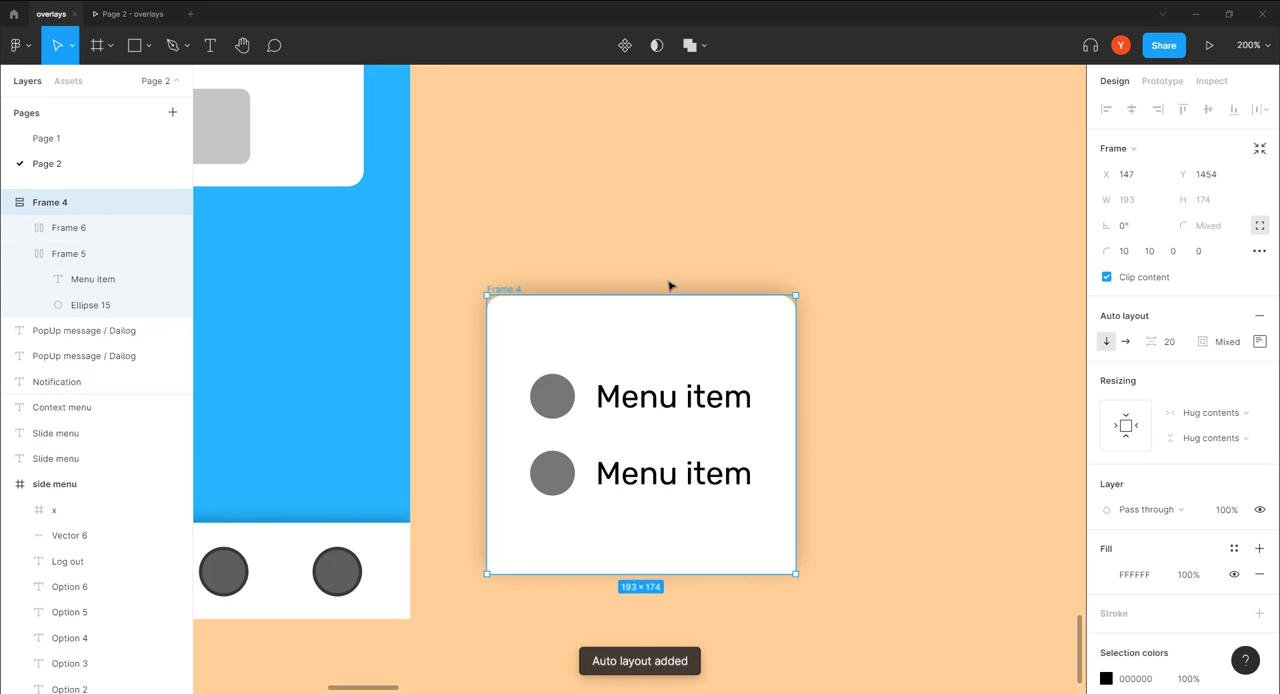 overlays
Page 2 - overlays
Y
Share
200%
Layers
Assets
Page 2
Pages
Page 1
Page 2
Frame 4
Frame 6
Frame 5
Menu item
Ellipse 15
PopUp message / Dailog
PopUp message / Dailog
Notification
Context menu
Slide menu
Slide menu
side menu
x
Vector 6
Log out
Option 6
Option 5
Option 4
Option 3
Option 2
Frame 4
Menu item
Menu item
193 × 174
Auto layout added
Design
Prototype
Inspect
Frame
X 147
Y 1454
W 193
H 174
0°
Mixed
10 10 0 0
Clip content
Auto layout
20
Mixed
Resizing
Hug contents
Hug contents
Layer
Pass through
100%
Fill
FFFFFF
100%
Stroke
Selection colors
000000
100%
?